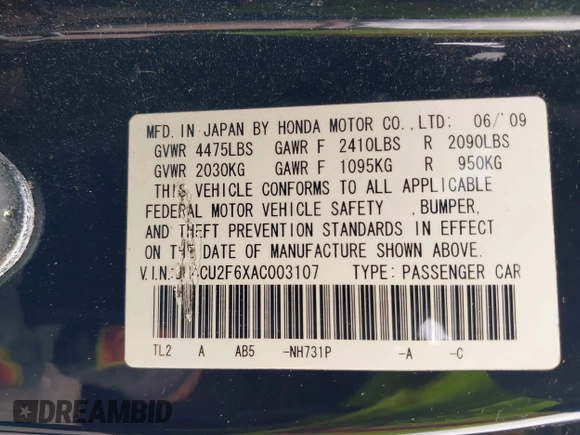 MFD. IN JAPAN BY HONDA MOTOR CO., LTD: 06/'09
GVWR 4475LBS GAWR F 2410LBS R 2090LBS
GVWR 2030KG GAWR F 1095KG R 950KG
THIS VEHICLE CONFORMS TO ALL APPLICABLE
FEDERAL MOTOR VEHICLE SAFETY , BUMPER,
AND THEFT PREVENTION STANDARDS IN EFFECT
ON THE DATE OF MANUFACTURE SHOWN ABOVE.
V.I.N.: TYPE: PASSENGER CAR
TL2 A AB5 -NH731P -A -C
DREAMBID